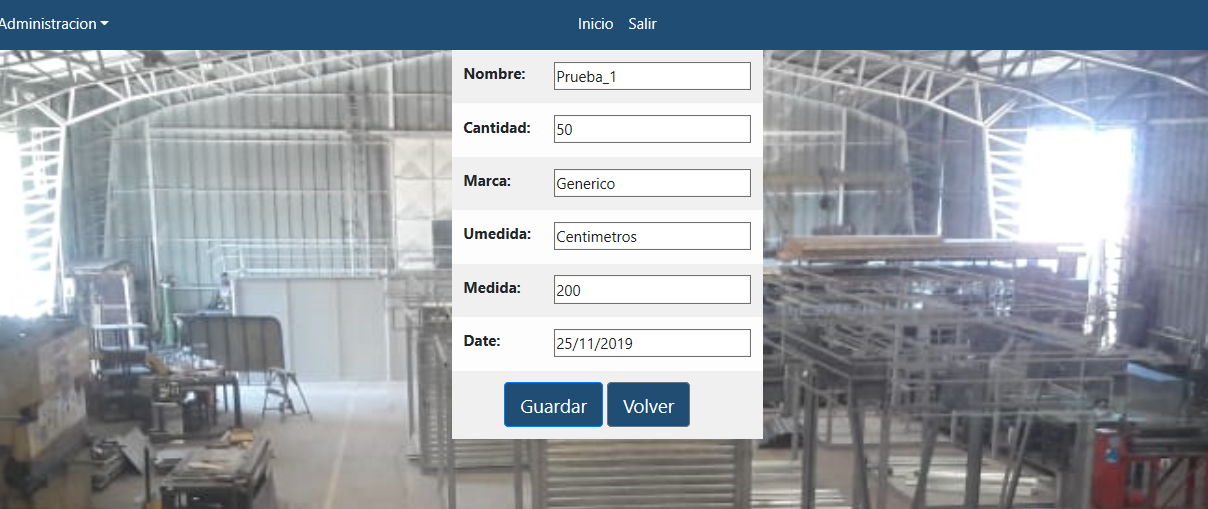 Administracion
Inicio Salir
Nombre: Prueba_1
Cantidad: 50
Marca: Generico
Umedida: Centimetros
Medida: 200
Date: 25/11/2019
Guardar Volver